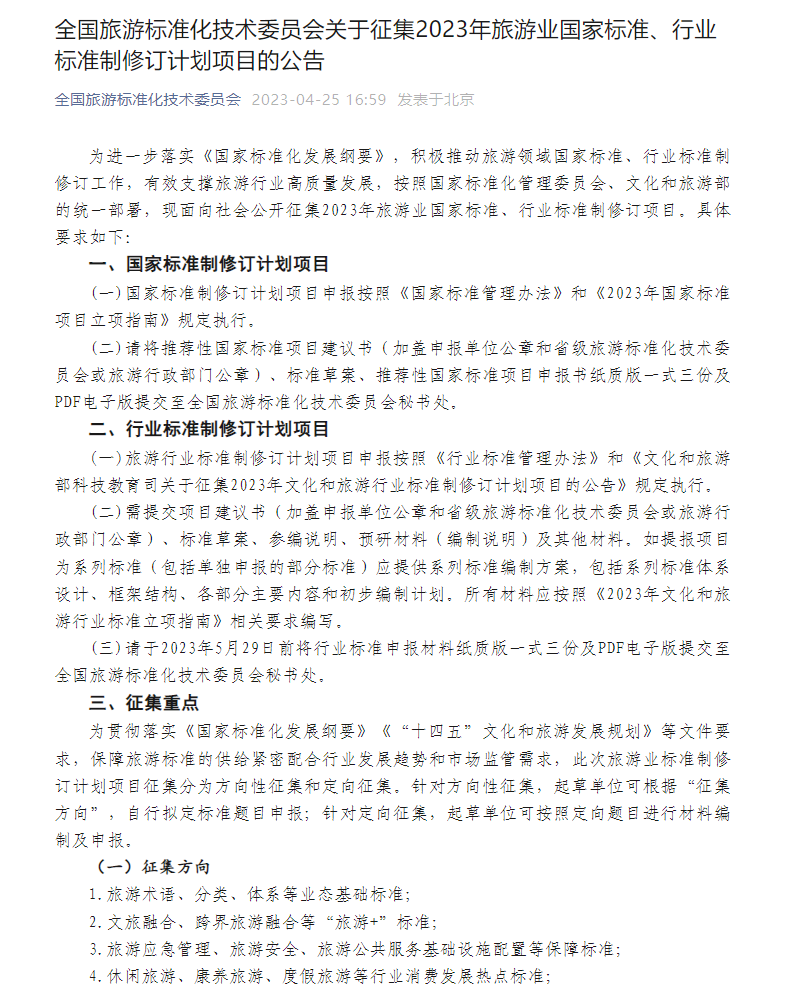 全国旅游标准化技术委员会关于征集2023年旅游业国家标准、行业
标准制修订计划项目的公告
全国旅游标准化技术委员会 2023-04-25 16:59 发表于北京
为进一步落实《国家标准化发展纲要》，积极推动旅游领域国家标准、行业标准制
修订工作，有效支撑旅游行业高质量发展，按照国家标准化管理委员会、文化和旅游部
的统一部署，现面向社会公开征集2023年旅游业国家标准、行业标准制修订项目。具体
要求如下：
一、国家标准制修订计划项目
（一）国家标准制修订计划项目申报按照《国家标准管理办法》和《2023年国家标准
项目立项指南》规定执行。
（二）请将推荐性国家标准项目建议书（加盖申报单位公章和省级旅游标准化技术委
员会或旅游行政部门公章）、标准草案、推荐性国家标准项目申报书纸质版一式三份及
PDF电子版提交至全国旅游标准化技术委员会秘书处。
二、行业标准制修订计划项目
（一）旅游行业标准制修订计划项目申报按照《行业标准管理办法》和《文化和旅游
部科技教育司关于征集2023年文化和旅游行业标准制修订计划项目的公告》规定执行。
（二）需提交项目建议书（加盖申报单位公章和省级旅游标准化技术委员会或旅游行
政部门公章）、标准草案、参编说明、预研材料（编制说明）及其他材料。如提报项目
为系列标准（包括单独申报的部分标准）应提供系列标准编制方案，包括系列标准体系
设计、框架结构、各部分主要内容和初步编制计划。所有材料应按照《2023年文化和旅
游行业标准立项指南》相关要求编写。
（三）请于2023年5月29日前将行业标准申报材料纸质版一式三份及PDF电子版提交至
全国旅游标准化技术委员会秘书处。
三、征集重点
为贯彻落实《国家标准化发展纲要》《“十四五”文化和旅游发展规划》等文件要
求，保障旅游标准的供给紧密配合行业发展趋势和市场监管需求，此次旅游业标准制修
订计划项目征集分为方向性征集和定向征集。针对方向性征集，起草单位可根据“征集
方向”，自行拟定标准题目申报；针对定向征集，起草单位可按照定向题目进行材料编
制及申报。
（一）征集方向
1.旅游术语、分类、体系等业态基础标准；
2.文旅融合、跨界旅游融合等“旅游+”标准；
3.旅游应急管理、旅游安全、旅游公共服务基础设施配置等保障标准；
4.休闲旅游、康养旅游、度假旅游等行业消费发展热点标准；